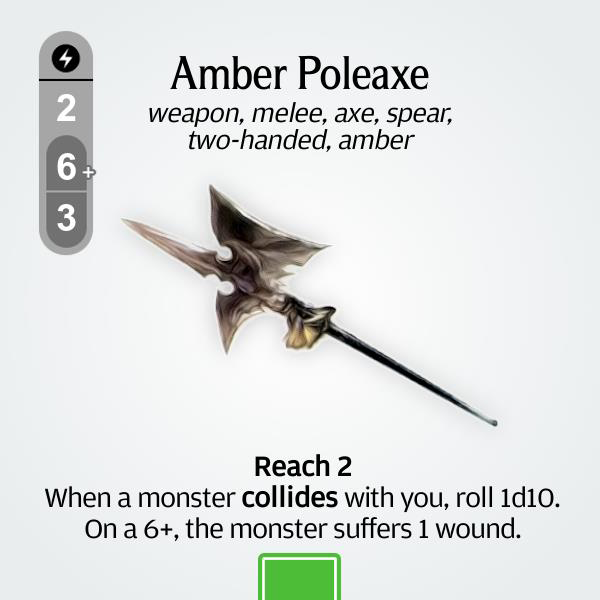 Amber Poleaxe
weapon, melee, axe, spear,
two-handed, amber
2
6+
3
Reach 2
When a monster collides with you, roll 1d10.
On a 6+, the monster suffers 1 wound.